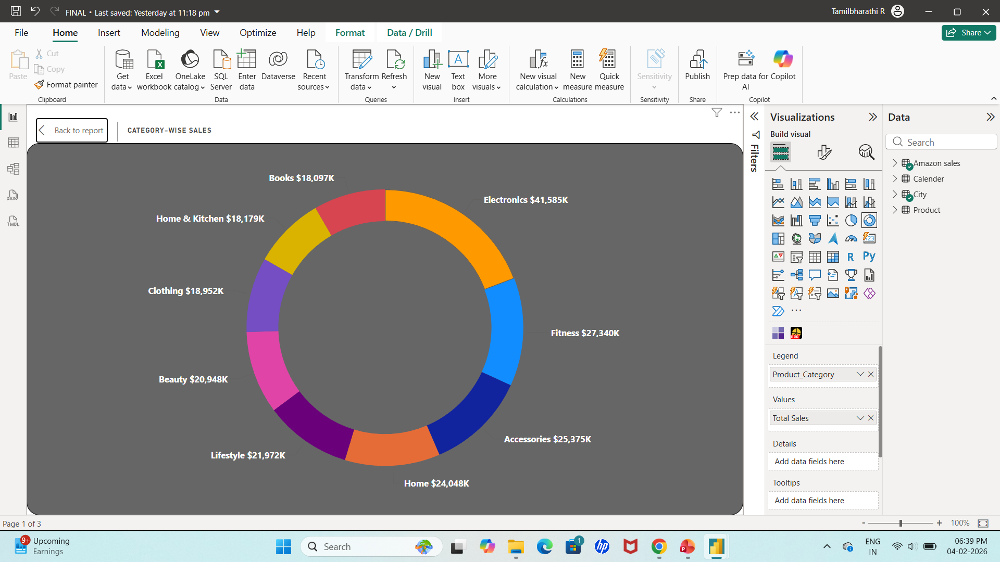 FINAL • Last saved: Yesterday at 11:18 pm
Tamilbharathi R
File
Home
Insert
Modeling
View
Optimize
Help
Format
Data / Drill
Share
Paste
Cut
Copy
Format painter
Clipboard
Get data
Excel workbook
OneLake catalog
SQL Server
Enter data
Dataverse
Recent sources
Data
Transform data
Refresh
Queries
New visual
Text box
More visuals
Insert
New visual calculation
New measure
Quick measure
Calculations
Sensitivity
Sensitivity
Publish
Share
Prep data for AI
Copilot
Copilot
Back to report
CATEGORY-WISE SALES
Books $18,097K
Electronics $41,585K
Home & Kitchen $18,179K
Clothing $18,952K
Fitness $27,340K
Beauty $20,948K
Accessories $25,375K
Lifestyle $21,972K
Home $24,048K
Filters
Visualizations
Build visual
123
R
Py
PRO
Legend
Product_Category
Values
Total Sales
Details
Add data fields here
Tooltips
Add data fields here
Data
Search
Amazon sales
Calender
City
Product
DAX
TMDL
Page 1 of 3
100%
9+
Upcoming
Earnings
Search
1
hp
ENG
IN
06:39 PM
04-02-2026